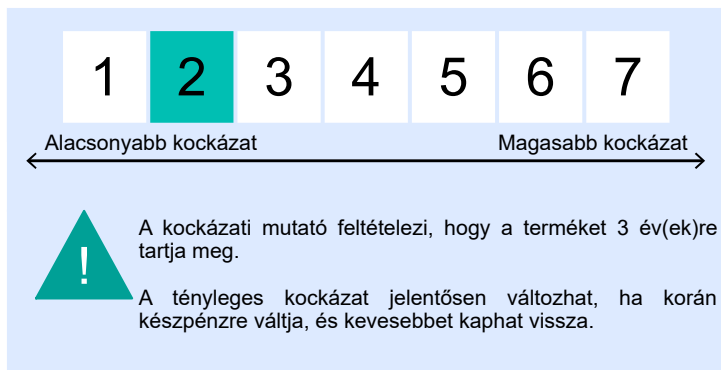 1 2 3 4 5 6 7
Alacsonyabb kockázat Magasabb kockázat
!
A kockázati mutató feltételezi, hogy a terméket 3 év(ek)re
tartja meg.
A tényleges kockázat jelentősen változhat, ha korán
készpénzre váltja, és kevesebbet kaphat vissza.